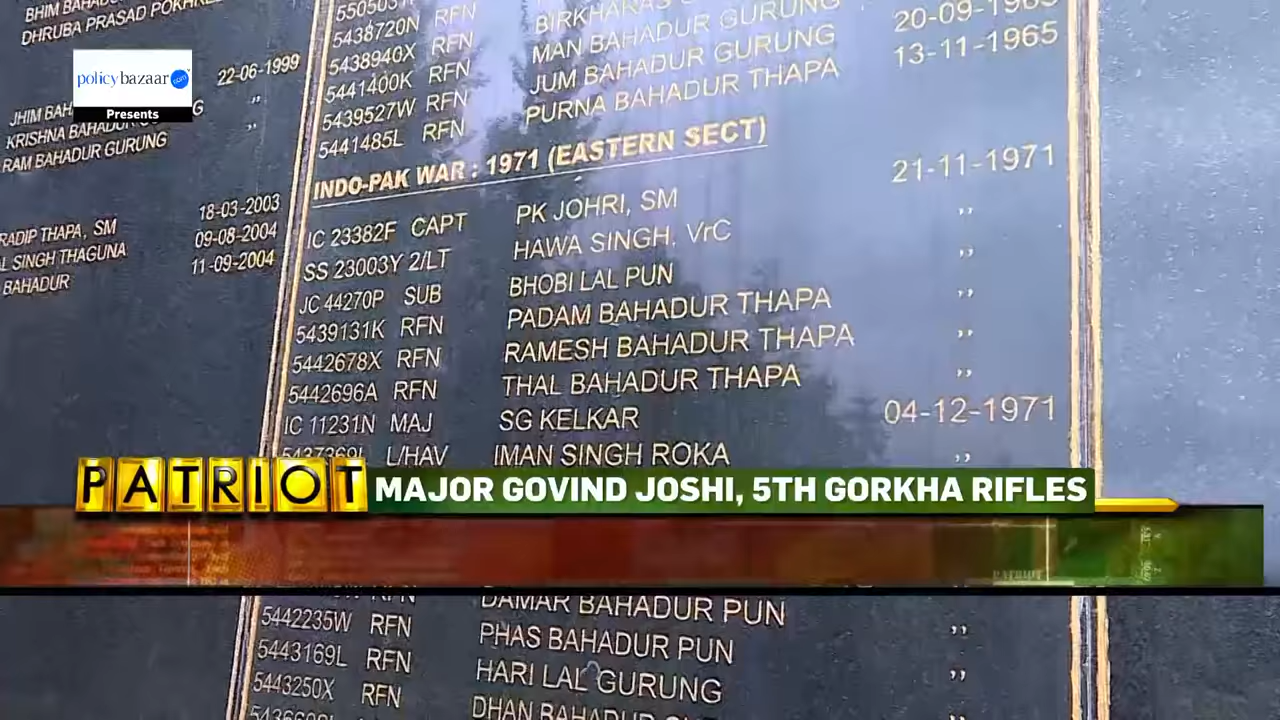 BHIM
DHRUBA PRASAD
22-06-1999
JHIM
,,
KRISHNA BAHADUR
,,
RAM BAHADUR GURUNG
18-03-2003
RADIP THAPA, SM 09-08-2004
L SINGH THAGUNA 11-09-2004
BAHADUR
policybazaar.com
Presents
5438720N RFN BIRKHARAS
5438940X RFN MAN BAHADUR GURUNG 20-09-1965
5441400K RFN JUM BAHADUR GURUNG 13-11-1965
5439527W RFN PURNA BAHADUR THAPA
5441485L RFN
INDO-PAK WAR : 1971 (EASTERN SECT)
IC 23382F CAPT PK JOHRI, SM 21-11-1971
SS 23003Y 2/LT HAWA SINGH, VrC ,,
JC 44270P SUB BHOBI LAL PUN ,,
5439131K RFN PADAM BAHADUR THAPA ,,
5442678X RFN RAMESH BAHADUR THAPA ,,
5442696A RFN THAL BAHADUR THAPA ,,
IC 11231N MAJ SG KELKAR 04-12-1971
L/HAV IMAN SINGH ROKA ,,
PATRIOT MAJOR GOVIND JOSHI, 5TH GORKHA RIFLES
RFN DAMAR BAHADUR PUN
5442235W RFN PHAS BAHADUR PUN ,,
5443169L RFN HARI LAL GURUNG ,,
5443250X RFN DHAN BAHADUR